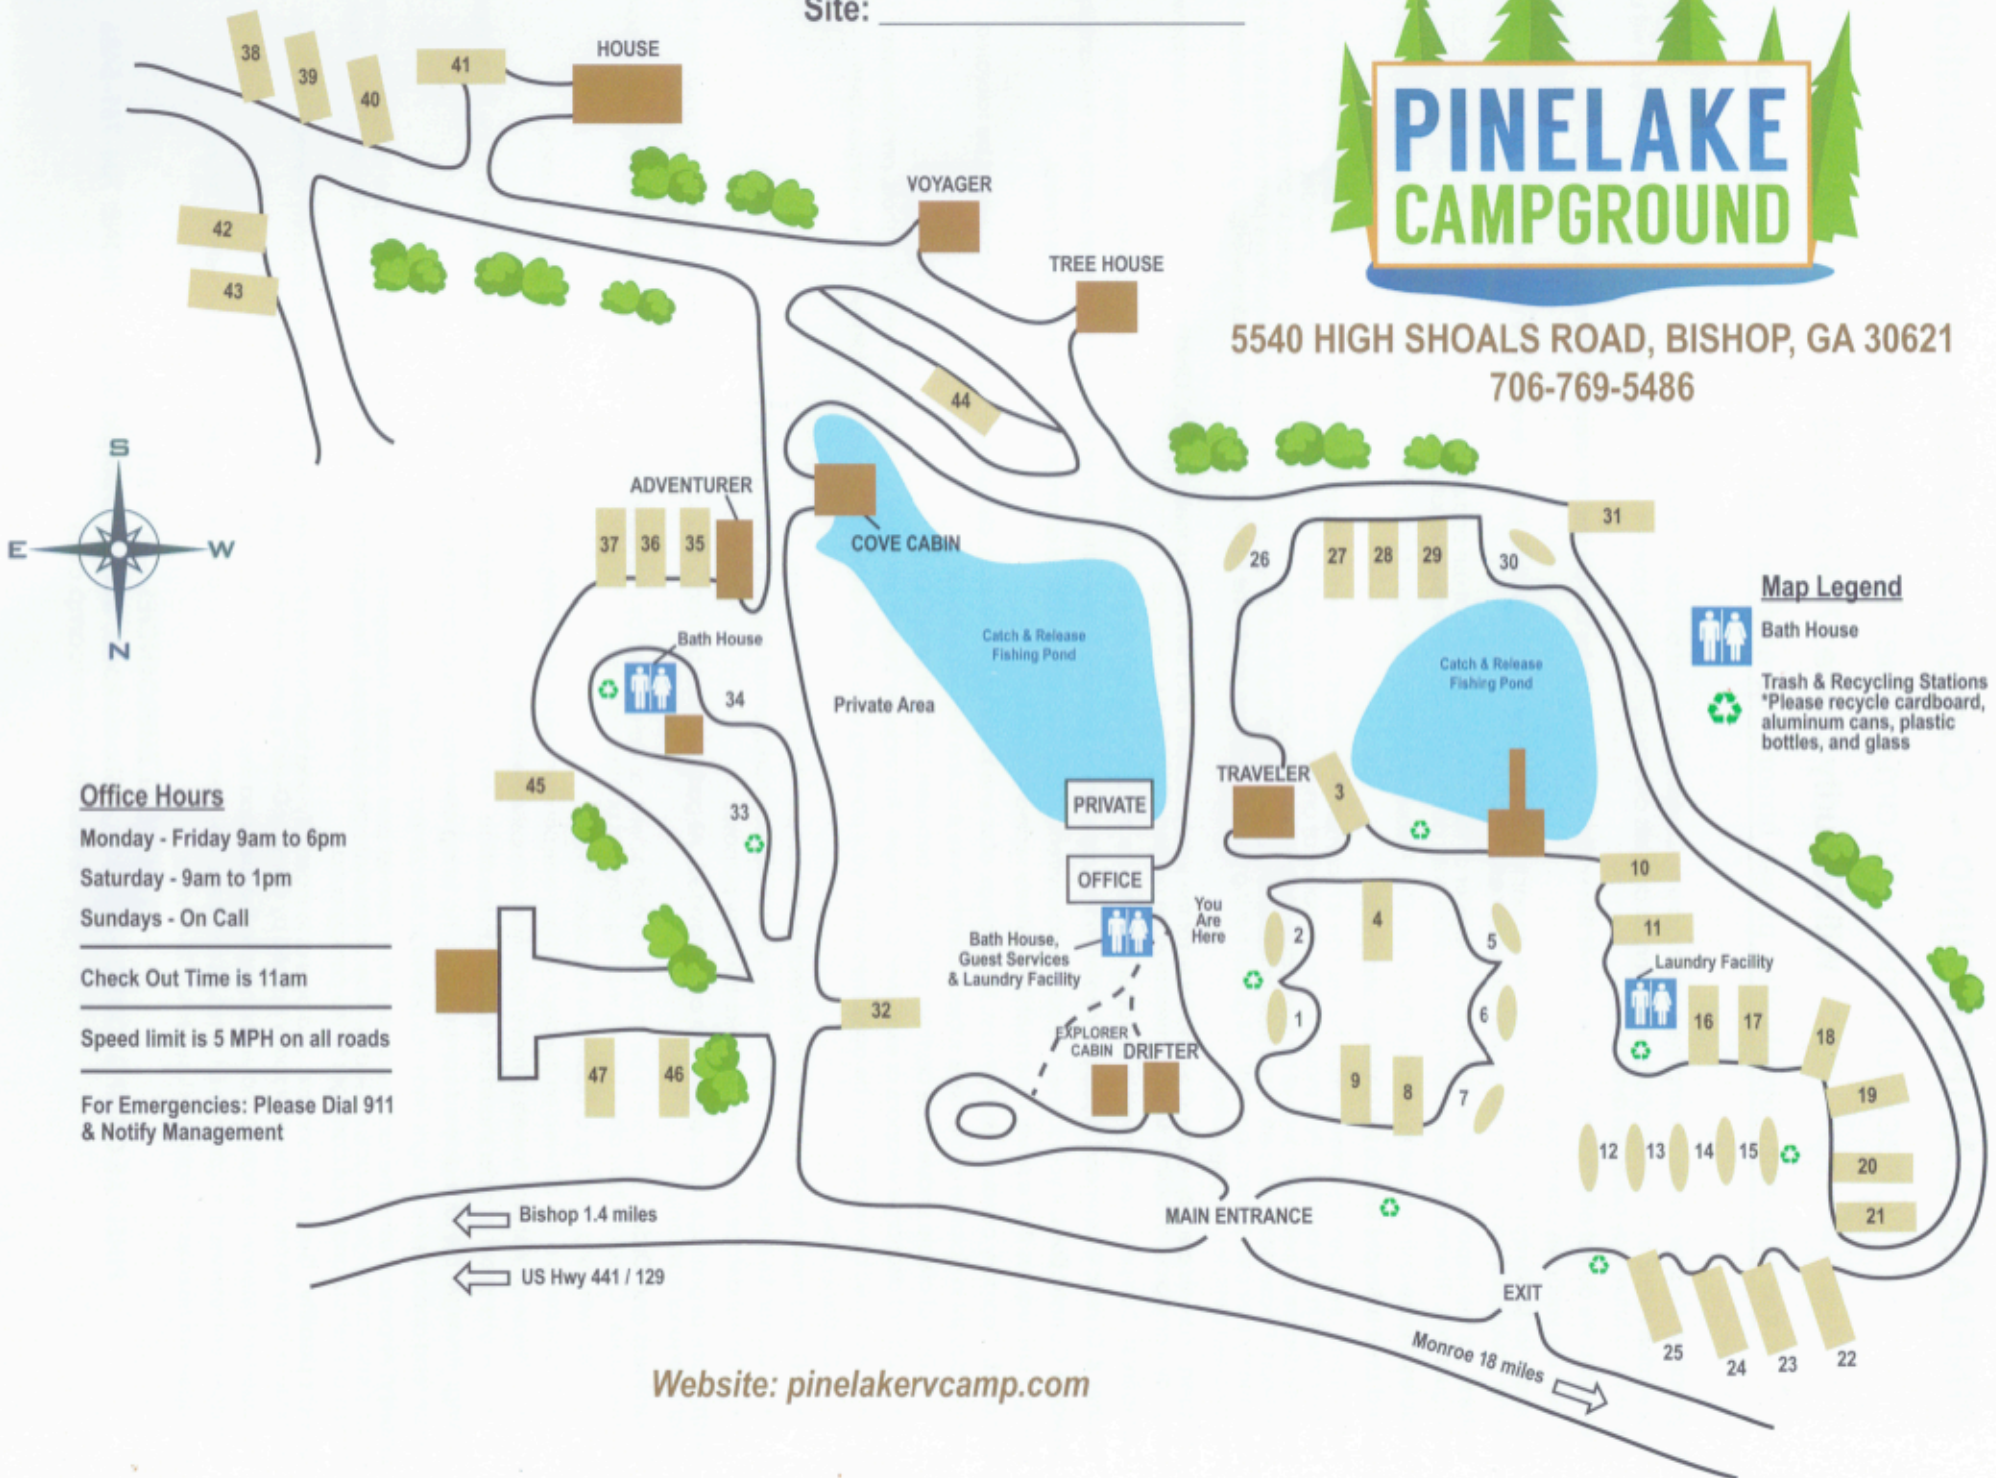 Site:
PINELAKE
CAMPGROUND
5540 HIGH SHOALS ROAD, BISHOP, GA 30621
706-769-5486
38
39
40
41
HOUSE
42
43
VOYAGER
TREE HOUSE
44
S
E
W
N
ADVENTURER
37
36
35
COVE CABIN
26
27
28
29
30
31
Bath House
34
33
45
Private Area
Catch & Release
Fishing Pond
Catch & Release
Fishing Pond
Map Legend
Bath House
Trash & Recycling Stations
*Please recycle cardboard,
aluminum cans, plastic
bottles, and glass
PRIVATE
OFFICE
TRAVELER
3
You
Are
Here
Bath House,
Guest Services
& Laundry Facility
Office Hours
Monday - Friday 9am to 6pm
Saturday - 9am to 1pm
Sundays - On Call
Check Out Time is 11am
Speed limit is 5 MPH on all roads
For Emergencies: Please Dial 911
& Notify Management
32
47
46
EXPLORER
CABIN
DRIFTER
2
1
4
5
6
7
8
9
10
11
Laundry Facility
16
17
18
19
20
21
12
13
14
15
MAIN ENTRANCE
EXIT
25
24
23
22
Bishop 1.4 miles
US Hwy 441 / 129
Monroe 18 miles
Website: pinelakervcamp.com